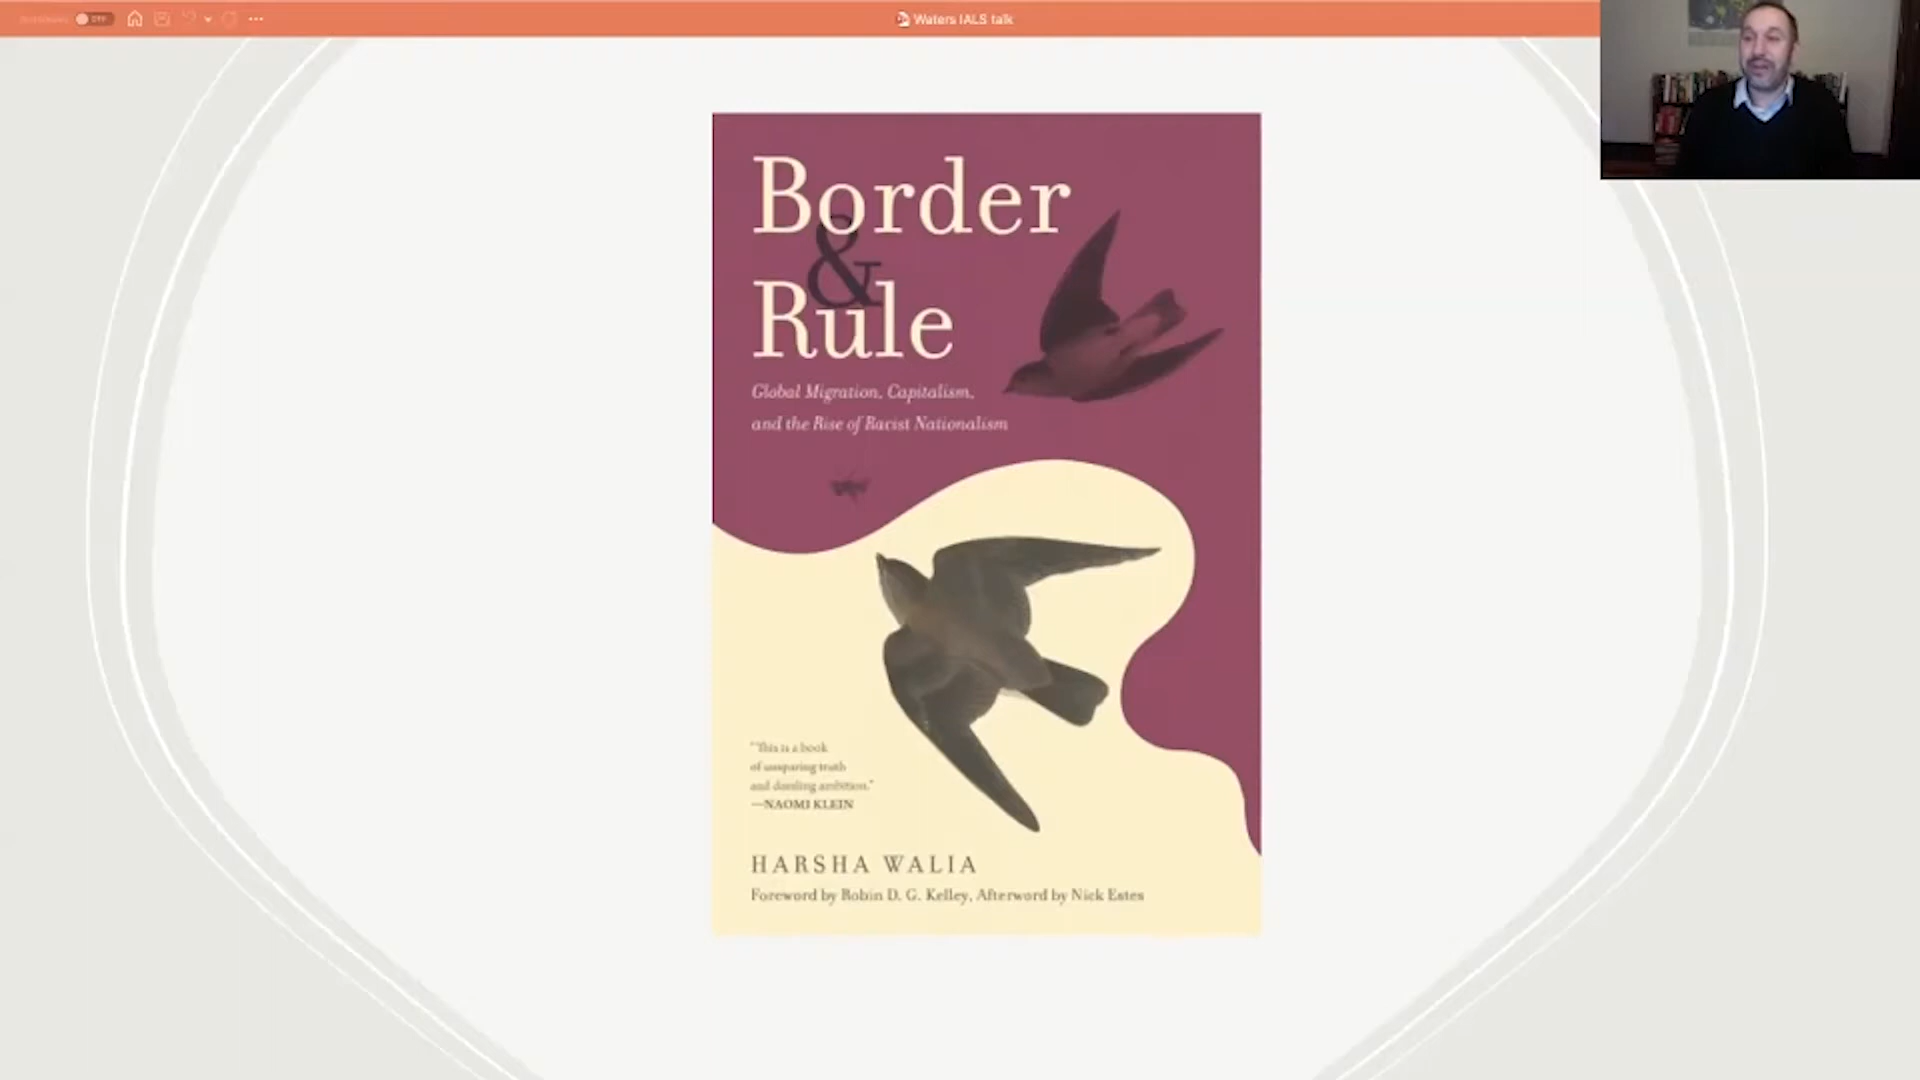 OFF
Waters IALS talk
Border
&
Rule
Global Migration, Capitalism,
and the Rise of Racist Nationalism
"This is a book
of unsparing truth
and dazzling ambition."
—NAOMI KLEIN
HARSHA WALIA
Foreword by Robin D. G. Kelley, Afterword by Nick Estes